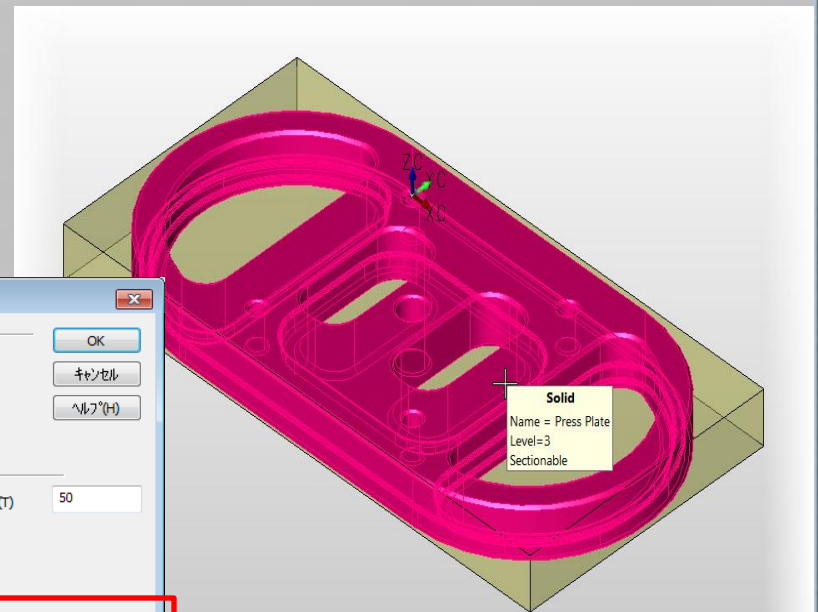 ZC
YC
XC
OK
キャンセル
ヘルプ(H)
(T) 50
Solid
Name = Press Plate
Level=3
Sectionable